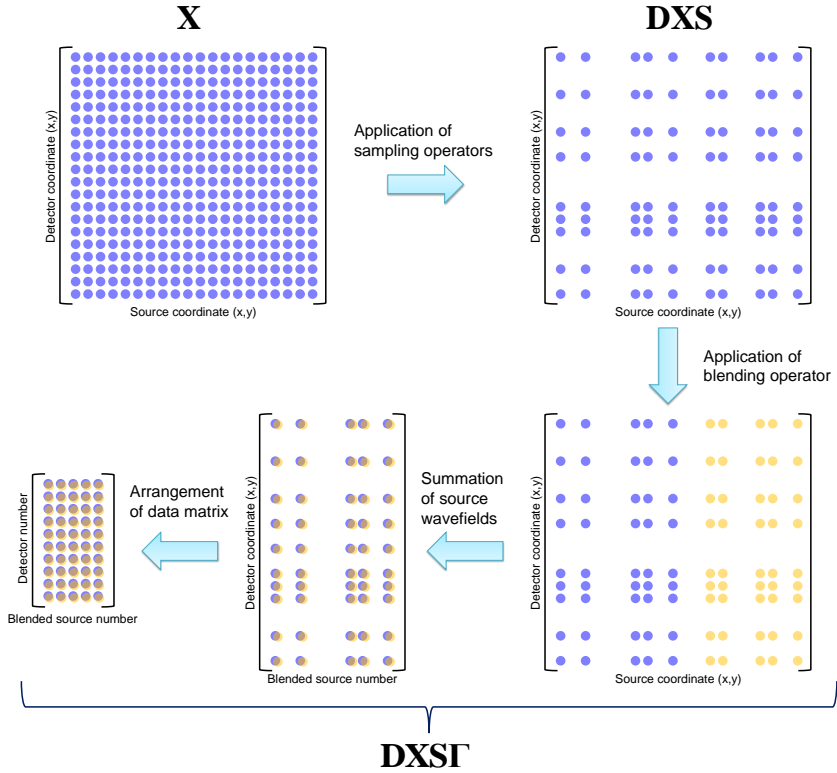 X
DXS
Detector coordinate (x,y)
Source coordinate (x,y)
Application of
sampling operators
Detector coordinate (x,y)
Source coordinate (x,y)
Application of
blending operator
Detector number
Blended source number
Arrangement
of data matrix
Detector coordinate (x,y)
Blended source number
Summation
of source
wavefields
Detector coordinate (x,y)
Source coordinate (x,y)
DXSΓ